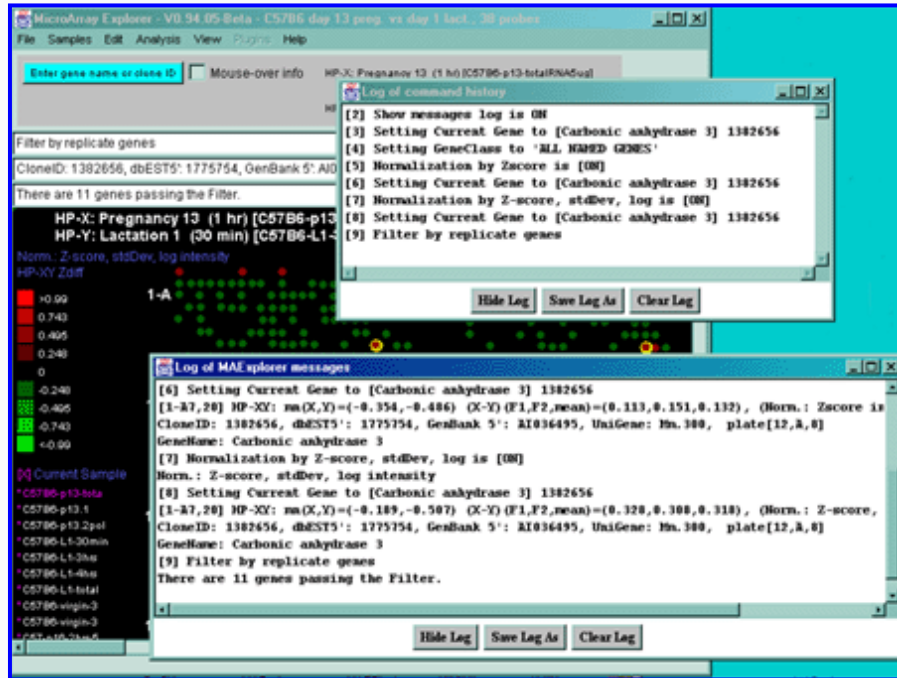 MicroArray Explorer - V0.94.05-Beta - C57B6 day 13 preg. vs day 1 lact.; 38 probes
File Samples Edit Analysis View Plugins Help
Enter gene name or clone ID
Mouse-over info
HP-X: Pregnancy 13 (1 hr) [C57B6-p13-totalRNA5ug]
Filter by replicate genes
CloneID: 1382656, dbEST5': 1775754, GenBank 5': AI0
There are 11 genes passing the Filter.
HP-X: Pregnancy 13 (1 hr) [C57B6-p13
HP-Y: Lactation 1 (30 min) [C57B6-L1-
Norm.: Z-score, stdDev, log intensity
HP-XY Zdiff
1-A
>0.99
0.743
0.495
0.248
0
-0.248
-0.495
-0.743
<-0.99
Current Sample
*C57B6-p13-tota
*C57B6-p13.1
*C57B6-p13.2pol
*C57B6-L1-30min
*C57B6-L1-3hrs
*C57B6-L1-4hrs
*C57B6-L1-total
*C57B6-virgin-3
*C57B6-virgin-3
Log of command history
[2] Show messages log is ON
[3] Setting Current Gene to [Carbonic anhydrase 3] 1382656
[4] Setting GeneClass to 'ALL NAMED GENES'
[5] Normalization by Zscore is [ON]
[6] Setting Current Gene to [Carbonic anhydrase 3] 1382656
[7] Normalization by Z-score, stdDev, log is [ON]
[8] Setting Current Gene to [Carbonic anhydrase 3] 1382656
[9] Filter by replicate genes
Hide Log Save Log As Clear Log
Log of MAExplorer messages
[6] Setting Current Gene to [Carbonic anhydrase 3] 1382656
[1-A7,20] HP-XY: mn(X,Y)=(-0.354,-0.486) (X-Y)(F1,F2,mean)=(0.113,0.151,0.132), (Norm.: Zscore in
CloneID: 1382656, dbEST5': 1775754, GenBank 5': AI036495, UniGene: Mm.300, plate[12,A,8]
GeneName: Carbonic anhydrase 3
[7] Normalization by Z-score, stdDev, log is [ON]
Norm.: Z-score, stdDev, log intensity
[8] Setting Current Gene to [Carbonic anhydrase 3] 1382656
[1-A7,20] HP-XY: mn(X,Y)=(-0.189,-0.507) (X-Y)(F1,F2,mean)=(0.328,0.308,0.318), (Norm.: Z-score,
CloneID: 1382656, dbEST5': 1775754, GenBank 5': AI036495, UniGene: Mm.300, plate[12,A,8]
GeneName: Carbonic anhydrase 3
[9] Filter by replicate genes
There are 11 genes passing the Filter.
Hide Log Save Log As Clear Log